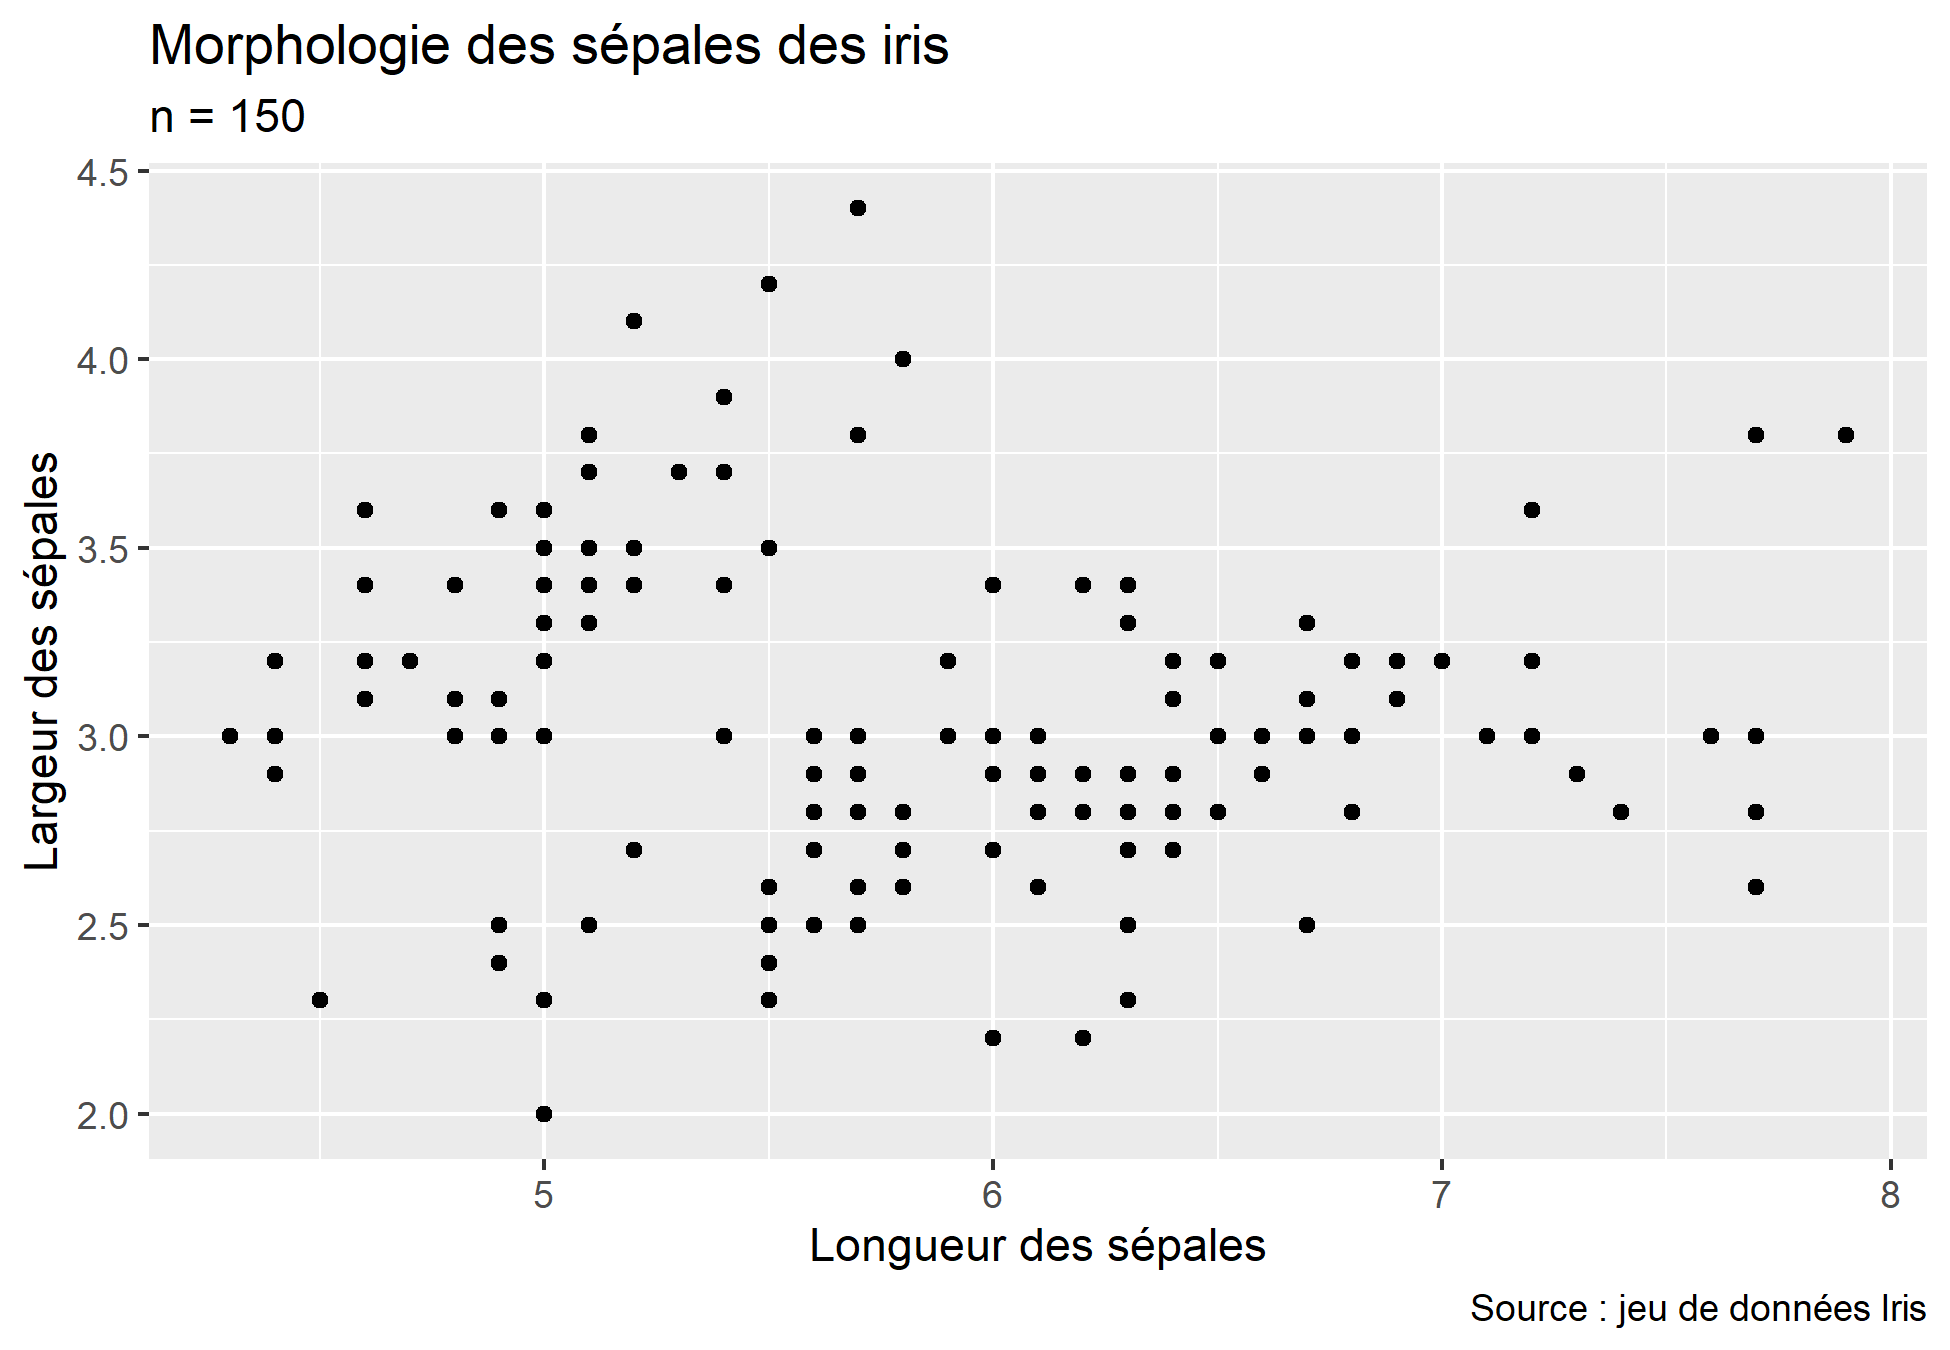 Morphologie des sépales des iris
n = 150
4.5
4.0
3.5
3.0
2.5
2.0
Largeur des sépales
5 6 7 8
Longueur des sépales
Source : jeu de données Iris